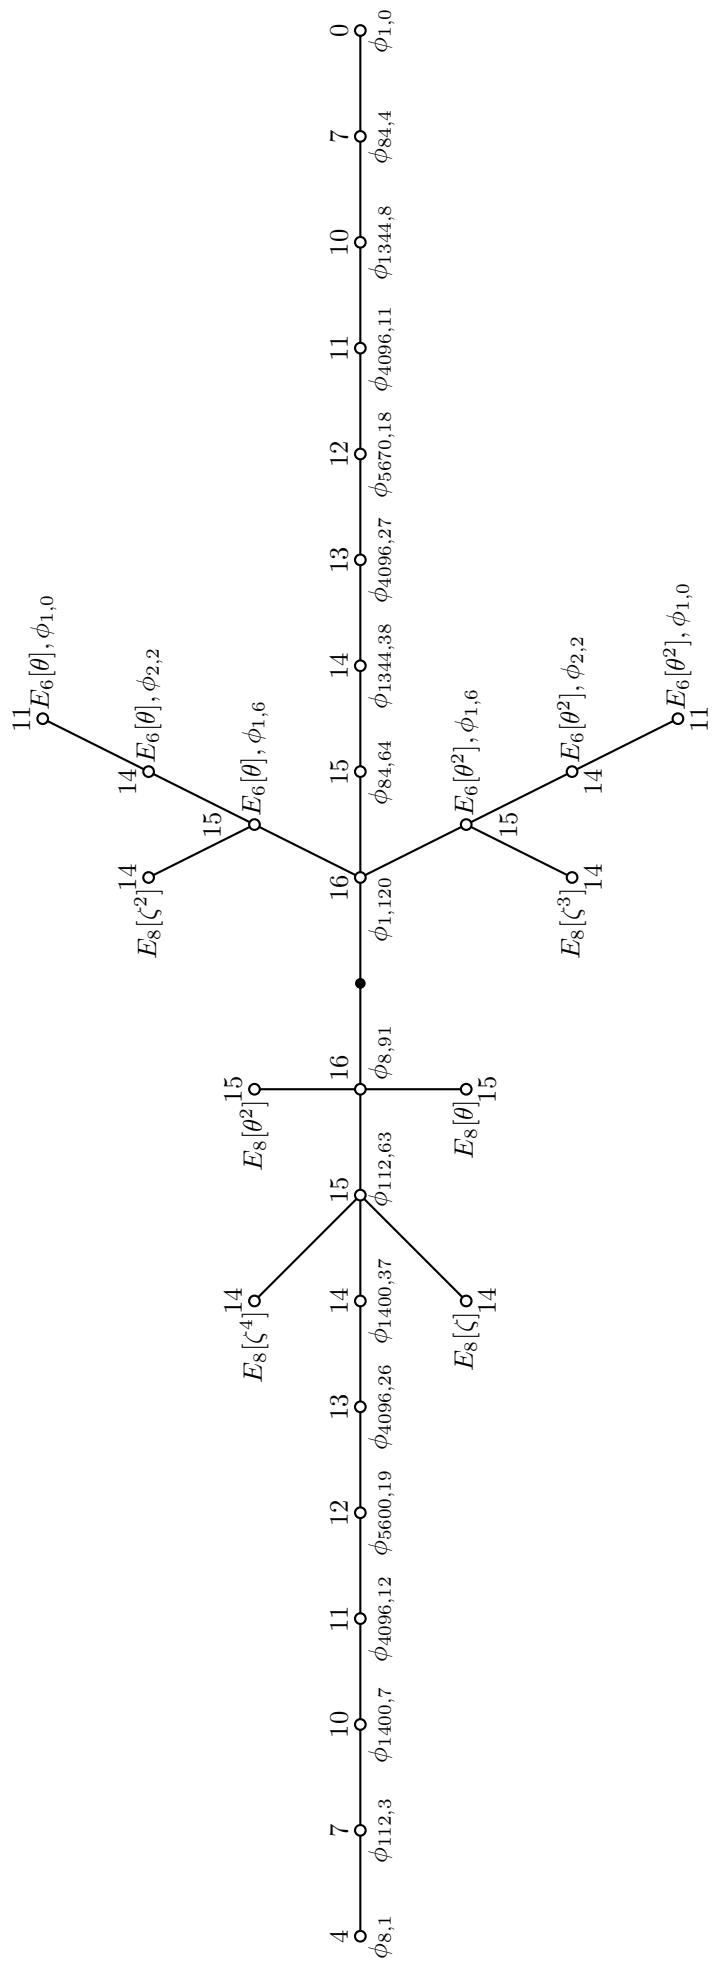 0
ϕ1,0
7
ϕ84,4
10
ϕ1344,8
11
ϕ4096,11
12
ϕ5670,18
13
ϕ4096,27
14
ϕ1344,38
15
ϕ84,64
16
ϕ1,120
11
E6[θ], ϕ1,0
14
E6[θ], ϕ2,2
15
E6[θ], ϕ1,6
14
E8[ζ²]
E6[θ²], ϕ1,6
15
E6[θ²], ϕ2,2
14
E6[θ²], ϕ1,0
11
E8[ζ³]
14
16
ϕ8,91
15
E8[θ²]
E8[θ]
15
15
ϕ112,63
14
E8[ζ⁴]
E8[ζ]
14
14
ϕ1400,37
13
ϕ4096,26
12
ϕ5600,19
11
ϕ4096,12
10
ϕ1400,7
7
ϕ112,3
4
ϕ8,1